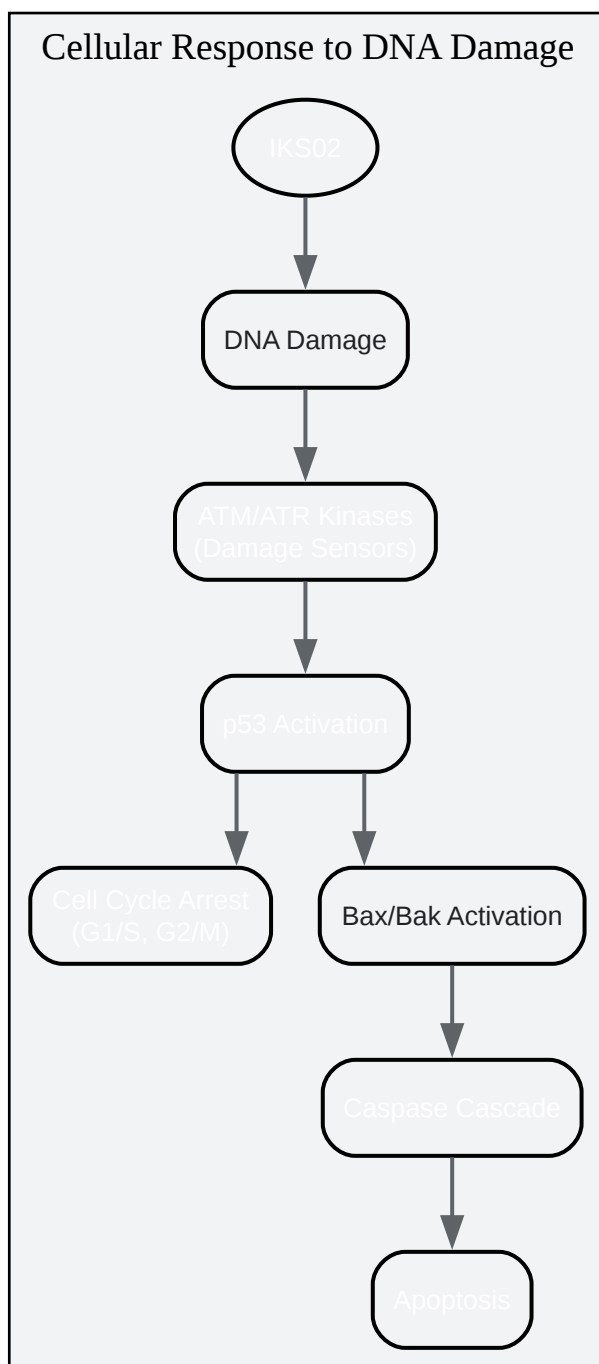 Cellular Response to DNA Damage
IKS02
DNA Damage
ATM/ATR Kinases
(Damage Sensors)
p53 Activation
Cell Cycle Arrest
(G1/S, G2/M)
Bax/Bak Activation
Caspase Cascade
Apoptosis